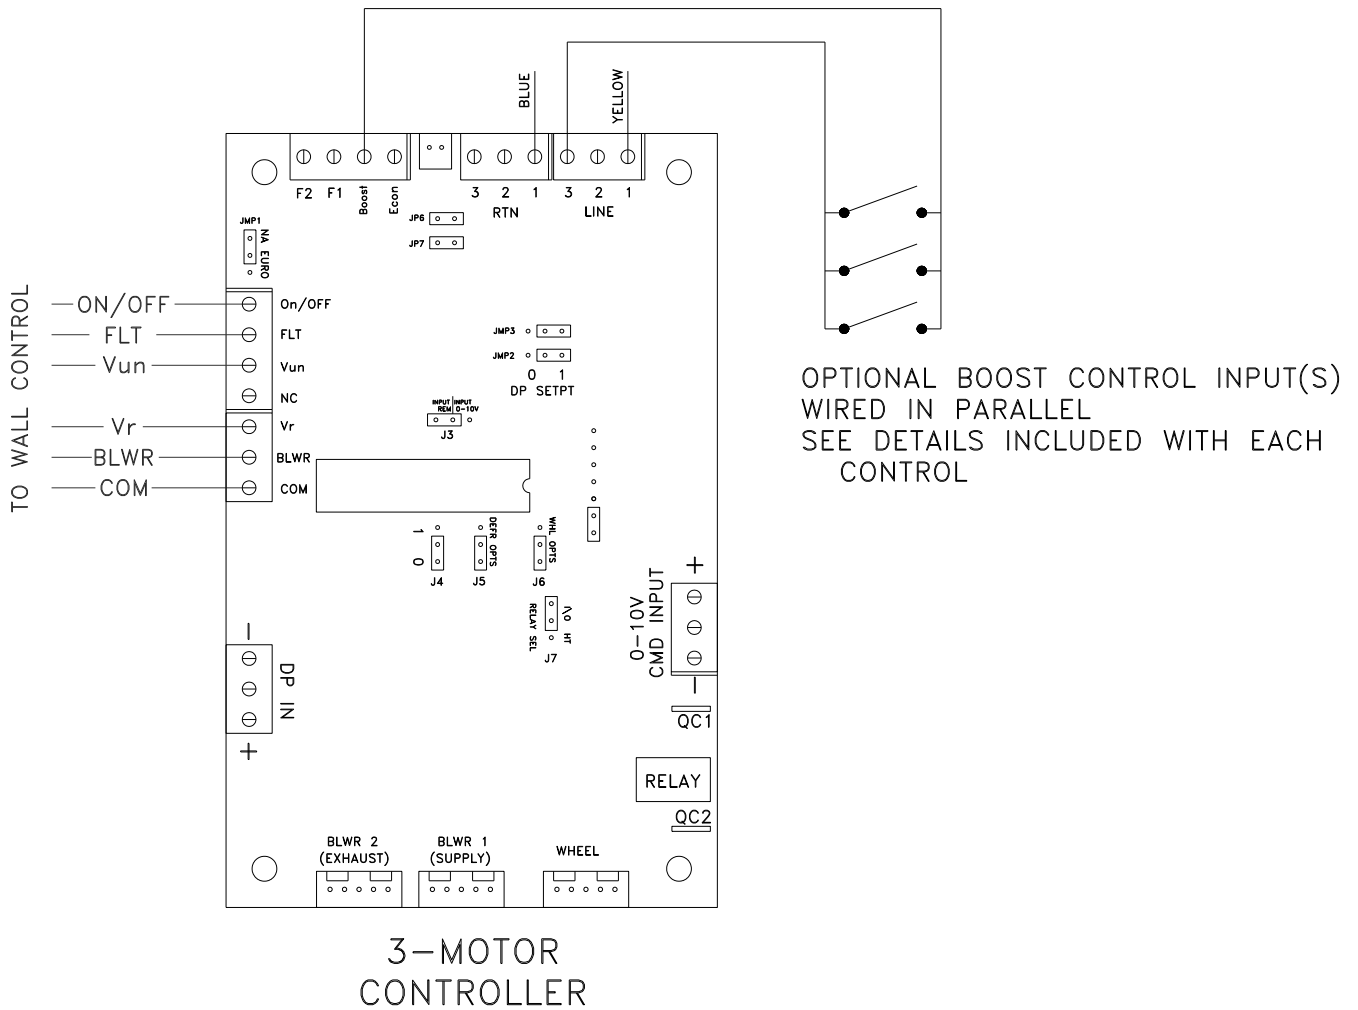 BLUE
YELLOW
F2 F1 Boost Econ
3 2 1
RTN
3 2 1
LINE
JMP1
NA EURO
JP6
JP7
TO WALL CONTROL
ON/OFF
FLT
Vun
Vr
BLWR
COM
On/OFF
FLT
Vun
NC
Vr
BLWR
COM
JMP3
JMP2
0 1
DP SETPT
INPUT INPUT
REM 0-10V
J3
1 0
J4
DEFR OPTS
J5
WHL OPTS
J6
RELAY SEL
I/O HT
J7
+
0-10V
CMD INPUT
-
-
DP IN
+
QC1
RELAY
QC2
BLWR 2
(EXHAUST)
BLWR 1
(SUPPLY)
WHEEL
3-MOTOR
CONTROLLER
OPTIONAL BOOST CONTROL INPUT(S)
WIRED IN PARALLEL
SEE DETAILS INCLUDED WITH EACH
CONTROL